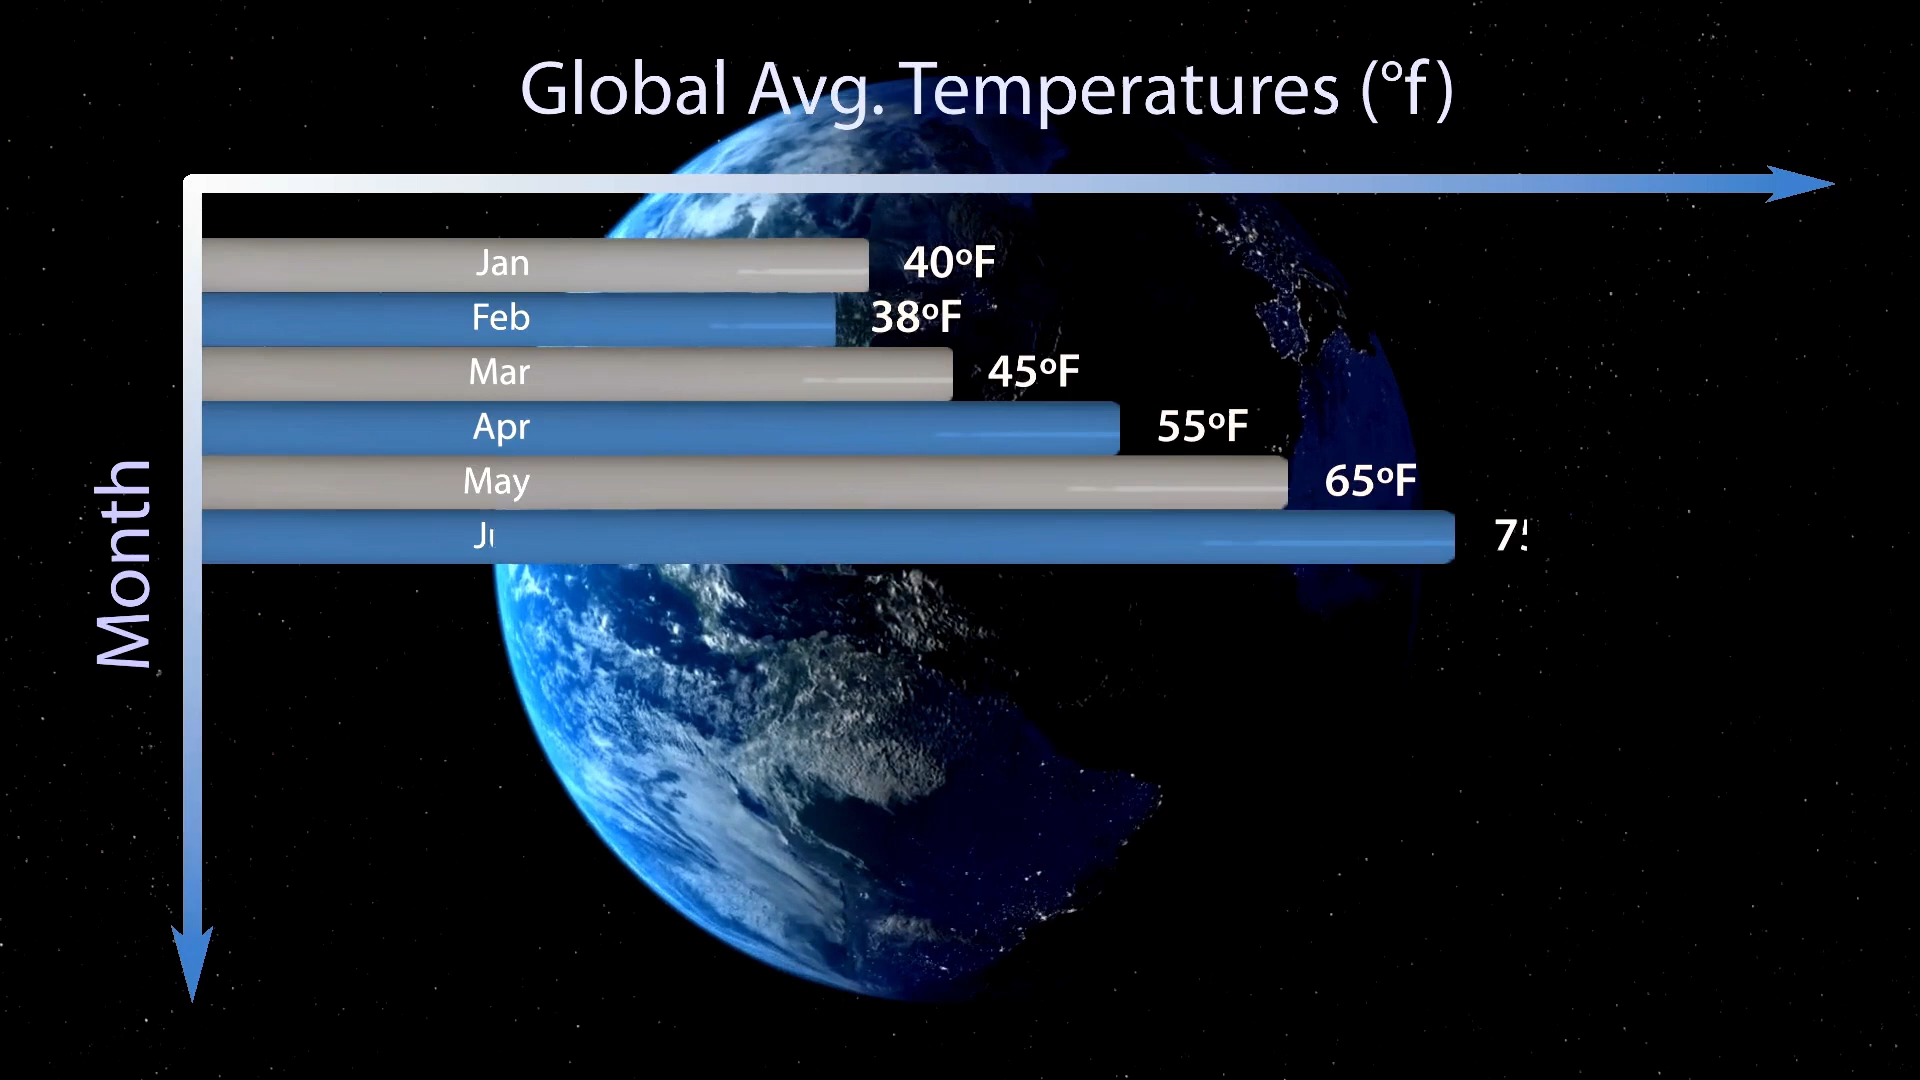 Global Avg. Temperatures (°f)
Jan 40ºF
Feb 38ºF
Mar 45ºF
Apr 55ºF
May 65ºF
Month